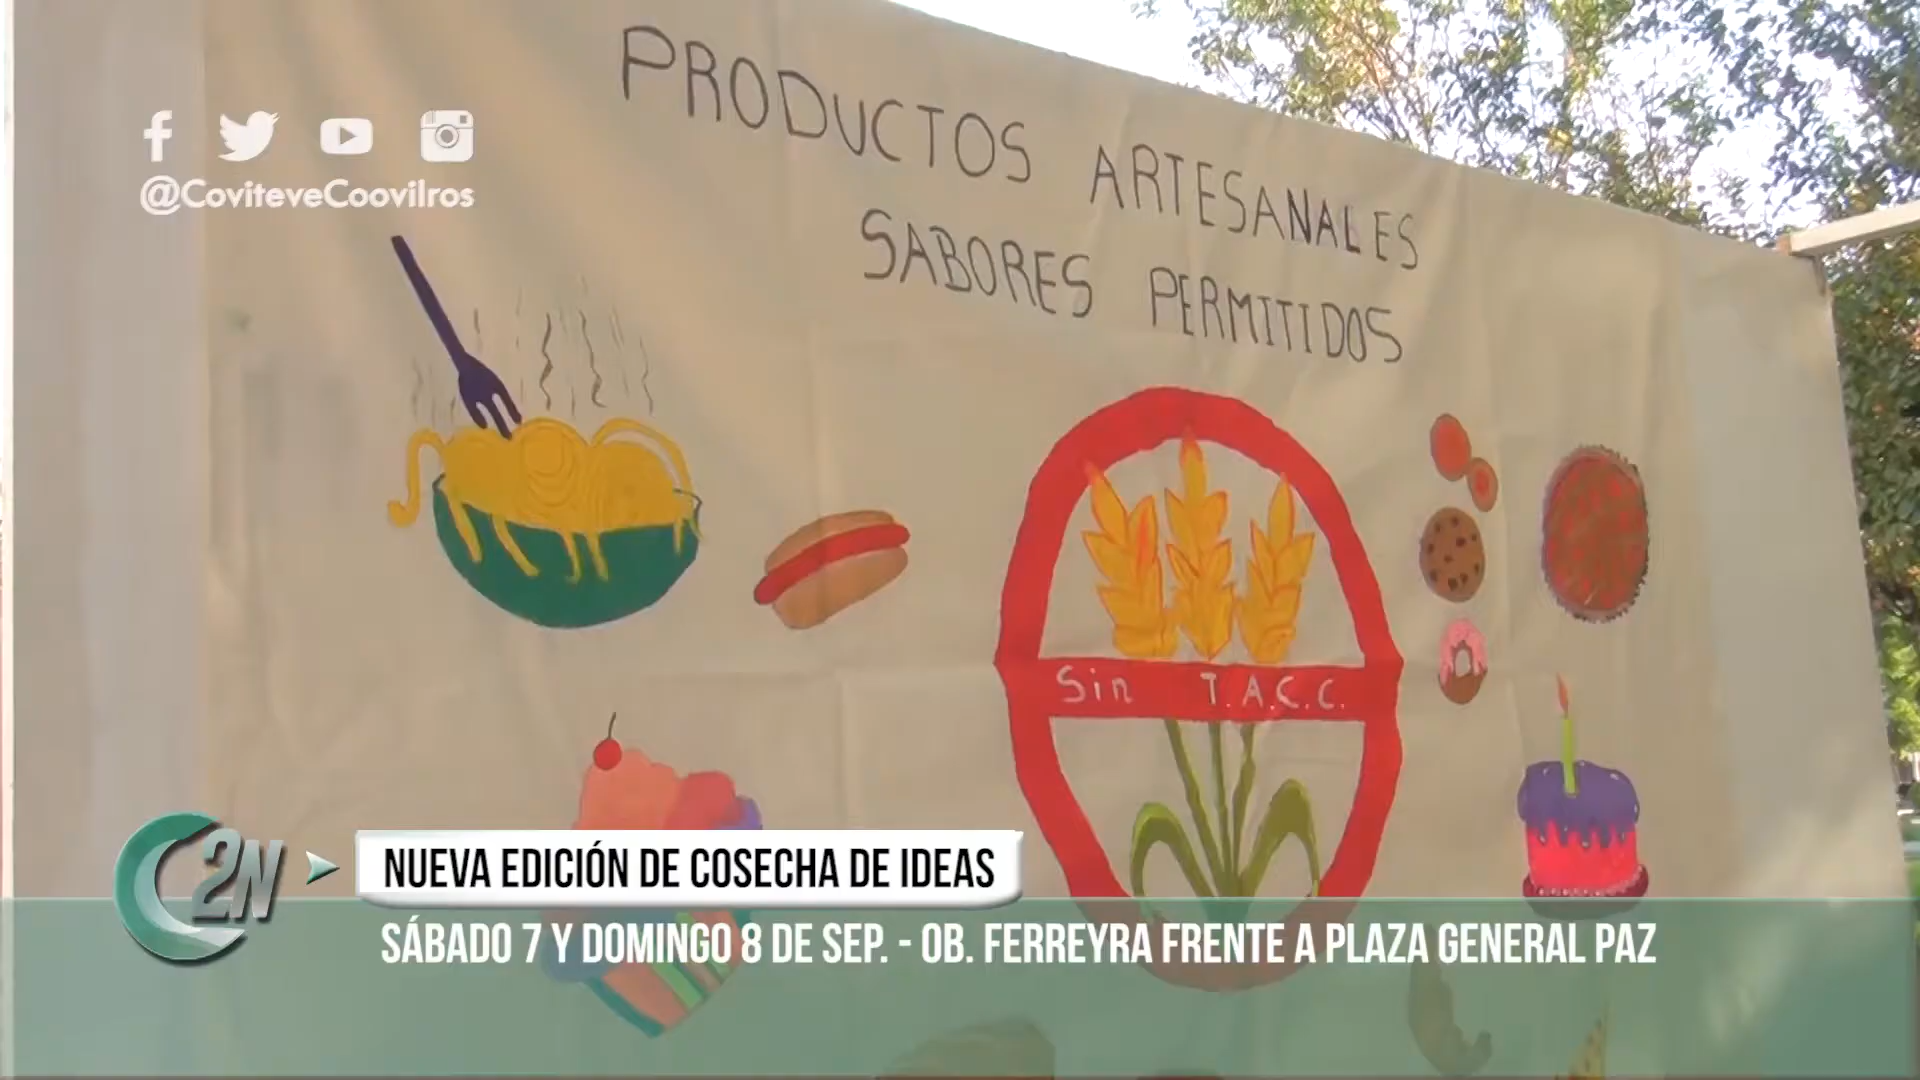 PRODUCTOS ARTESANALES
SABORES PERMITIDOS
@CoviteveCoovilros
Sin T.A.C.C.
2N
NUEVA EDICIÓN DE COSECHA DE IDEAS
SÁBADO 7 Y DOMINGO 8 DE SEP. - OB. FERREYRA FRENTE A PLAZA GENERAL PAZ